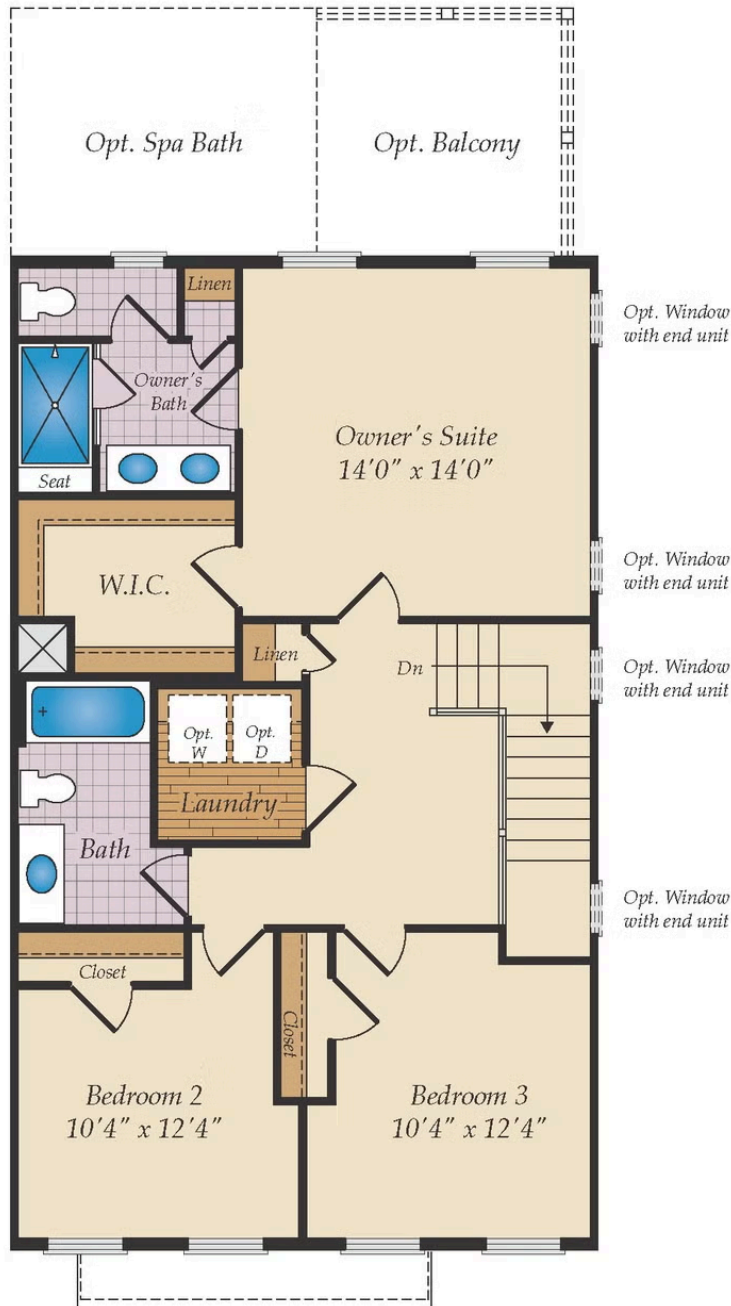 Opt. Spa Bath
Opt. Balcony
Linen
Opt. Window
with end unit
Owner's
Bath
Owner's Suite
14'0" x 14'0"
Seat
Opt. Window
with end unit
W.I.C.
Linen
Dn
Opt. Window
with end unit
Opt.
W
Opt.
D
Laundry
Bath
Opt. Window
with end unit
Closet
Closet
Bedroom 2
10'4" x 12'4"
Bedroom 3
10'4" x 12'4"